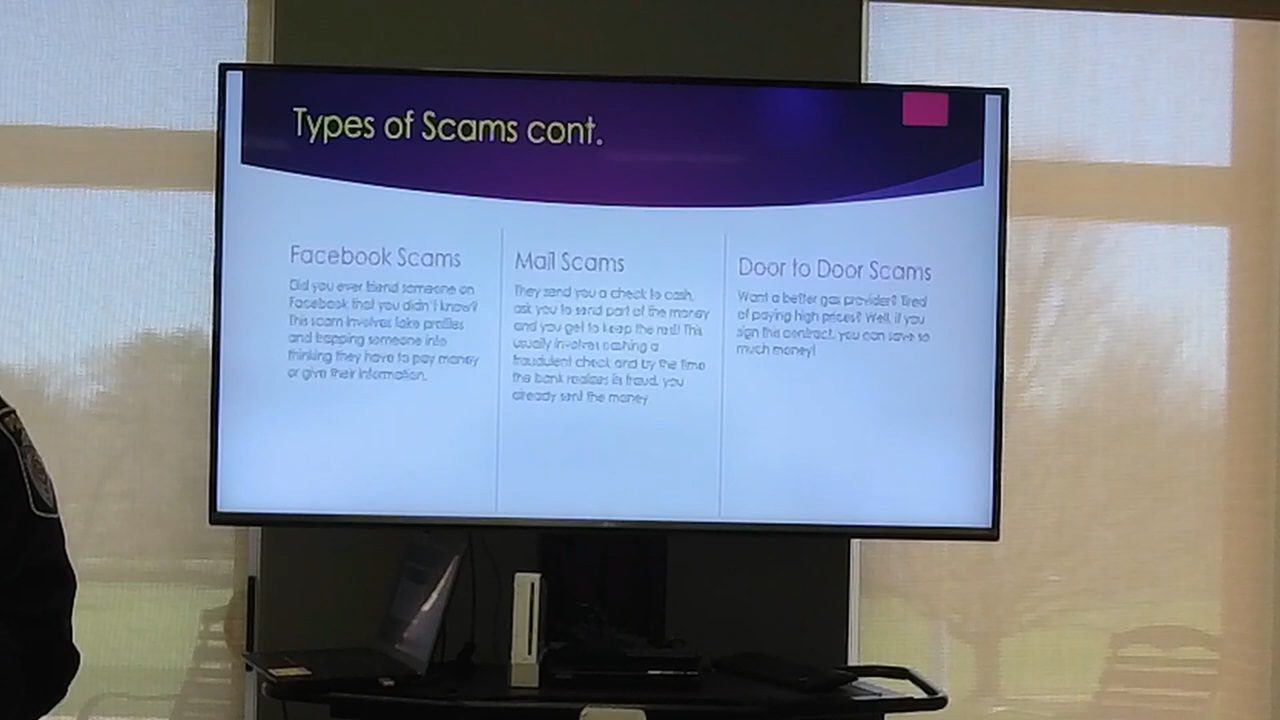 Types of Scams cont.
Facebook Scams
Did you ever friend someone on
Facebook that you didn't know?
This scam involves fake profiles
and trapping someone into
thinking they have to pay money
or give their information.
Mail Scams
They send you a check to cash,
ask you to send part of the money
and you get to keep the rest! This
usually involves cashing a
fraudulent check and by the time
the bank realizes its fraud, you
already sent the money
Door to Door Scams
Want a better gas provider? Tired
of paying high prices? Well, if you
sign this contract, you can save so
much money!